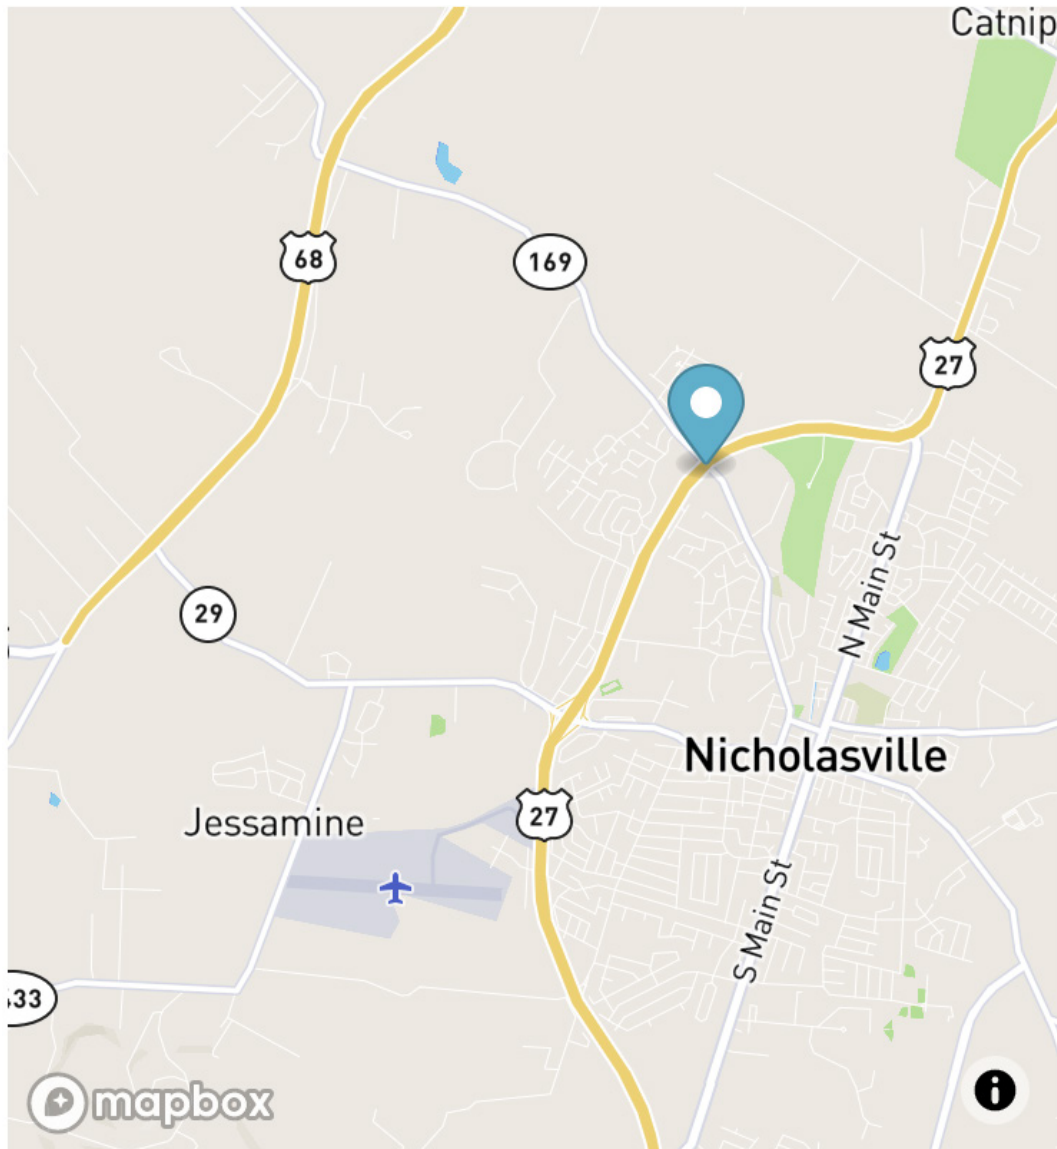 Catnip
68
169
27
29
N Main St
Nicholasville
Jessamine
27
S Main St
33
mapbox
i